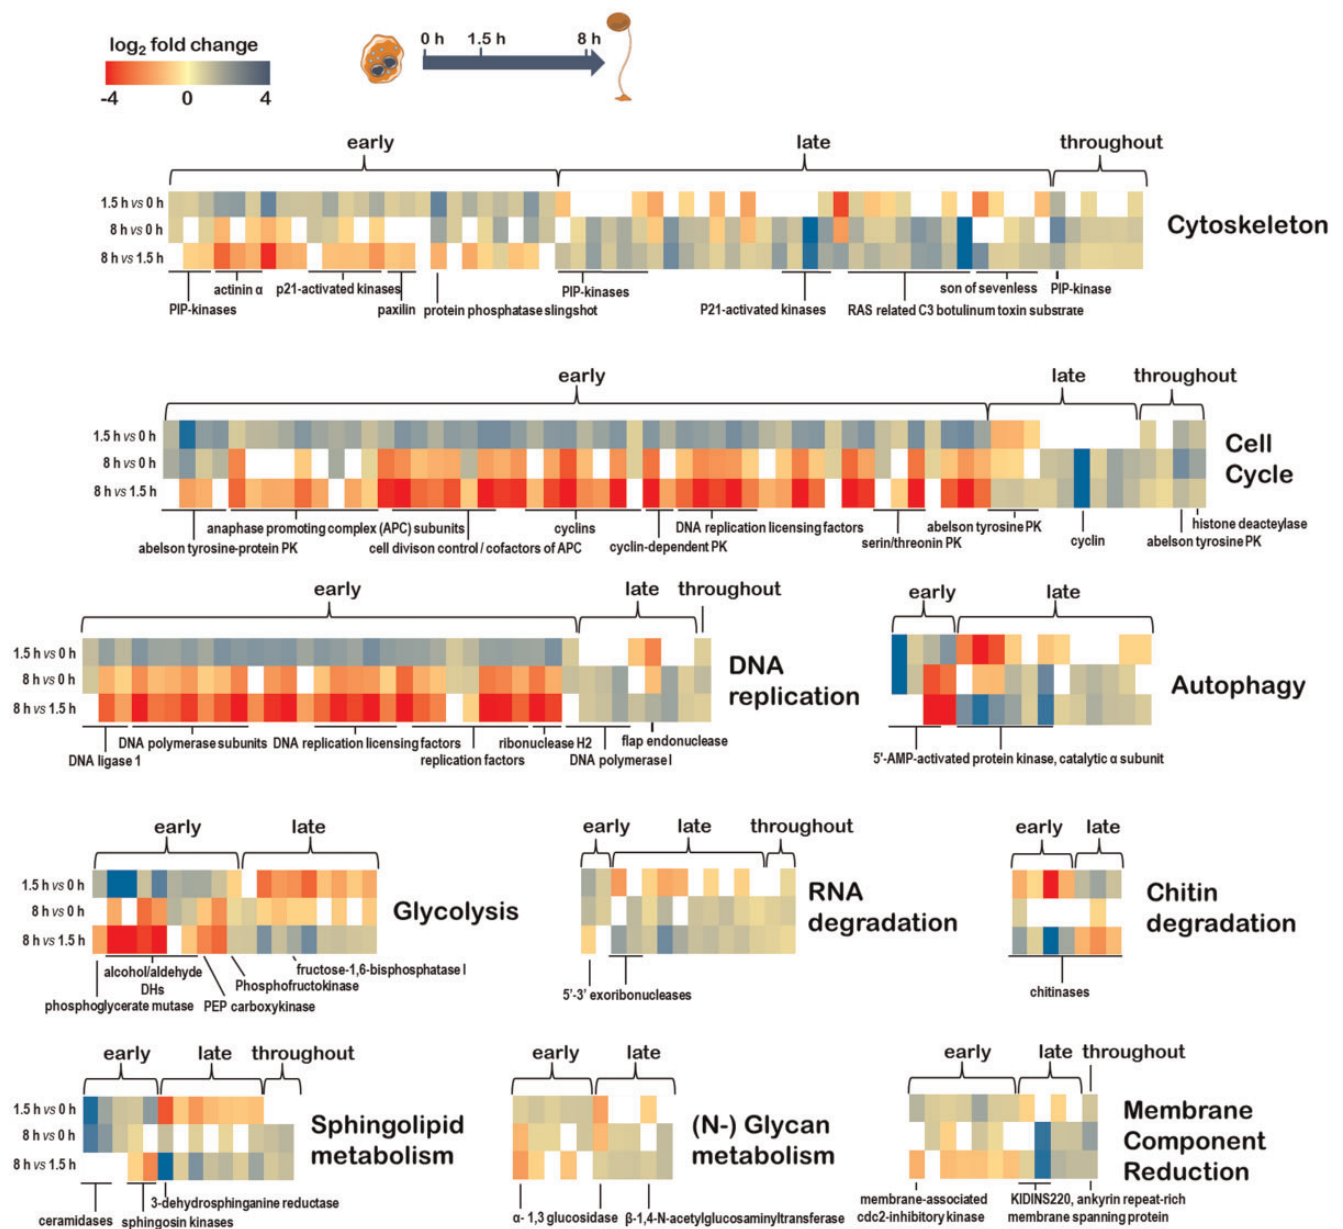 log2 fold change
-4 0 4
0 h 1.5 h 8 h
early late throughout
1.5 h vs 0 h
8 h vs 0 h
8 h vs 1.5 h
Cytoskeleton
actinin α
p21-activated kinases
PIP-kinases
paxilin
protein phosphatase slingshot
PIP-kinases
P21-activated kinases
RAS related C3 botulinum toxin substrate
son of sevenless
PIP-kinase
early late throughout
1.5 h vs 0 h
8 h vs 0 h
8 h vs 1.5 h
Cell
Cycle
abelson tyrosine-protein PK
anaphase promoting complex (APC) subunits
cell divison control / cofactors of APC
cyclins
cyclin-dependent PK
DNA replication licensing factors
serin/threonin PK
abelson tyrosine PK
cyclin
histone deacteylase
abelson tyrosine PK
early late throughout
1.5 h vs 0 h
8 h vs 0 h
8 h vs 1.5 h
DNA
replication
DNA ligase 1
DNA polymerase subunits
DNA replication licensing factors
replication factors
ribonuclease H2
DNA polymerase I
flap endonuclease
early late
Autophagy
5'-AMP-activated protein kinase, catalytic α subunit
early late
1.5 h vs 0 h
8 h vs 0 h
8 h vs 1.5 h
Glycolysis
phosphoglycerate mutase
alcohol/aldehyde
DHs
PEP carboxykinase
Phosphofructokinase
fructose-1,6-bisphosphatase I
early late throughout
RNA
degradation
5'-3' exoribonucleases
early late
Chitin
degradation
chitinases
early late throughout
1.5 h vs 0 h
8 h vs 0 h
8 h vs 1.5 h
Sphingolipid
metabolism
ceramidases
sphingosin kinases
3-dehydrosphinganine reductase
early late
(N-) Glycan
metabolism
α- 1,3 glucosidase
β-1,4-N-acetylglucosaminyltransferase
early late throughout
Membrane
Component
Reduction
membrane-associated
cdc2-inhibitory kinase
KIDINS220, ankyrin repeat-rich
membrane spanning protein